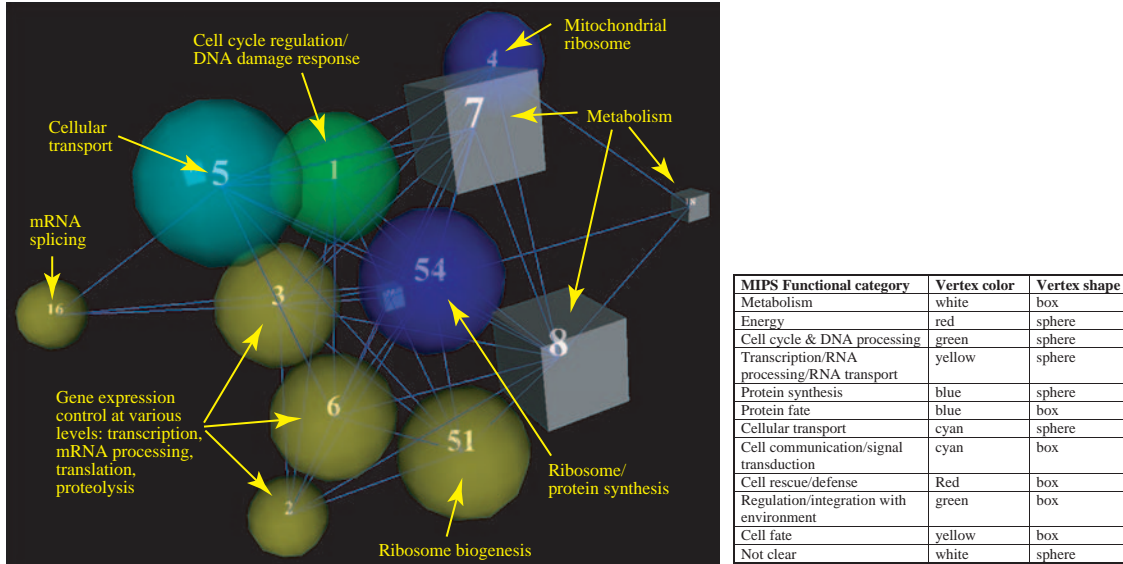 Cell cycle regulation/
DNA damage response
Mitochondrial
ribosome
4
7
Metabolism
Cellular
transport
5
1
18
mRNA
splicing
54
3
16
8
Gene expression
control at various
levels: transcription,
mRNA processing,
translation,
proteolysis
6
51
Ribosome/
protein synthesis
2
Ribosome biogenesis
MIPS Functional category Vertex color Vertex shape
Metabolism white box
Energy red sphere
Cell cycle & DNA processing green sphere
Transcription/RNA yellow sphere
processing/RNA transport
Protein synthesis blue sphere
Protein fate blue box
Cellular transport cyan sphere
Cell communication/signal cyan box
transduction
Cell rescue/defense Red box
Regulation/integration with green box
environment
Cell fate yellow box
Not clear white sphere